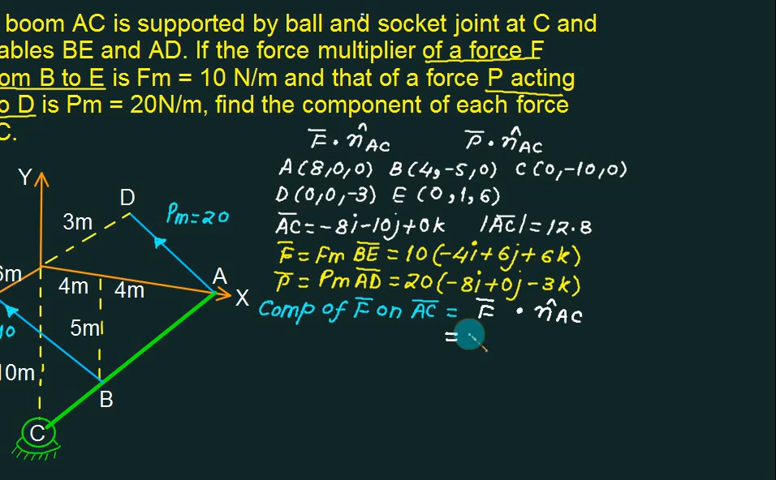 boom AC is supported by ball and socket joint at C and
ables BE and AD. If the force multiplier of a force F
om B to E is Fm = 10 N/m and that of a force P acting
o D is Pm = 20N/m, find the component of each force
C.
F̅ • n̂AC P̅ • n̂AC
A(8,0,0) B(4,-5,0) C(0,-10,0)
D(0,0,-3) E(0,1,6)
A̅C̅=-8i-10j+0k |A̅C̅|=12.8
F̅ = Fm B̅E̅ = 10(-4i+6j+6k)
P̅ = Pm A̅D̅ = 20(-8i+0j-3k)
Comp of F̅ on A̅C̅ = F̅ • n̂AC
=
Y
D
3m
Pm=20
6m
4m
4m
A
X
10
5m
10m
B
C